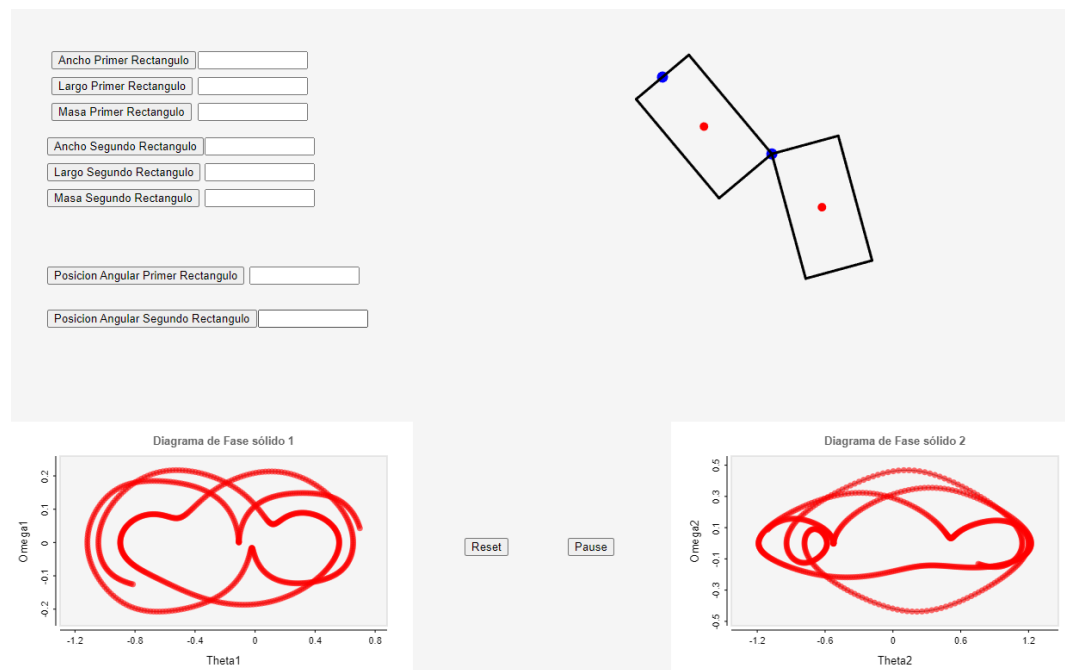 Ancho Primer Rectangulo
Largo Primer Rectangulo
Masa Primer Rectangulo
Ancho Segundo Rectangulo
Largo Segundo Rectangulo
Masa Segundo Rectangulo
Posicion Angular Primer Rectangulo
Posicion Angular Segundo Rectangulo
Diagrama de Fase sólido 1
0.2
0.1
0
-0.1
-0.2
Omega1
-1.2 -0.8 -0.4 0 0.4 0.8
Theta1
Reset Pause
Diagrama de Fase sólido 2
0.5
0.3
0.1
-0.1
-0.3
-0.5
Omega2
-1.2 -0.6 0 0.6 1.2
Theta2